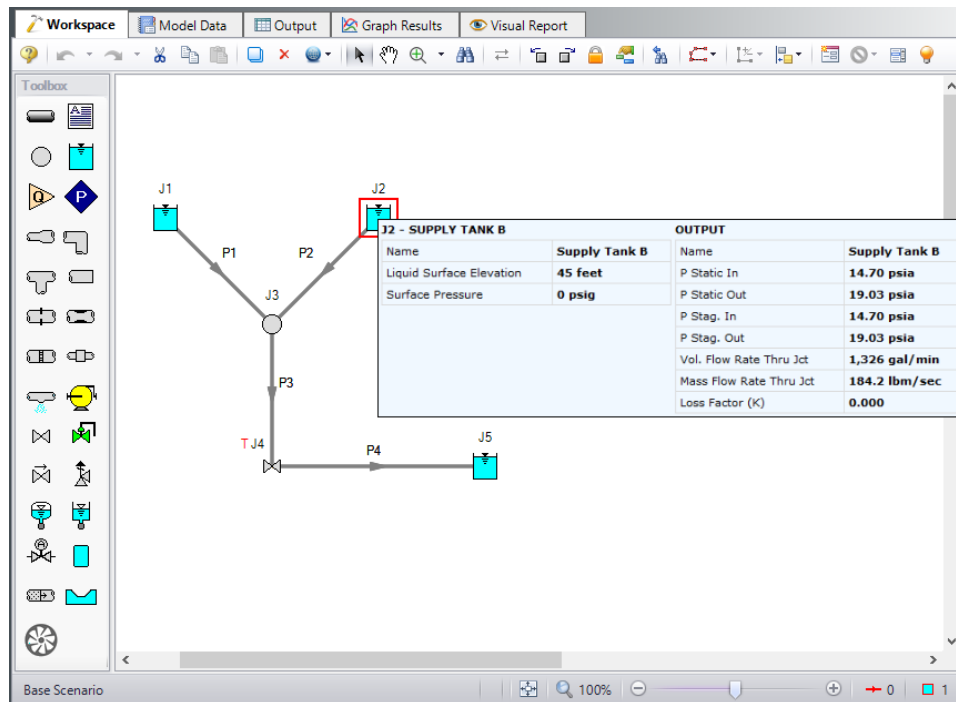 Workspace Model Data Output Graph Results Visual Report
Toolbox
A
Q P
J1 J2
P1 P2
J3
P3
T J4 P4 J5
J2 - SUPPLY TANK B OUTPUT
Name Supply Tank B Name Supply Tank B
Liquid Surface Elevation 45 feet P Static In 14.70 psia
Surface Pressure 0 psig P Static Out 19.03 psia
P Stag. In 14.70 psia
P Stag. Out 19.03 psia
Vol. Flow Rate Thru Jct 1,326 gal/min
Mass Flow Rate Thru Jct 184.2 lbm/sec
Loss Factor (K) 0.000
Base Scenario 100% 0 1